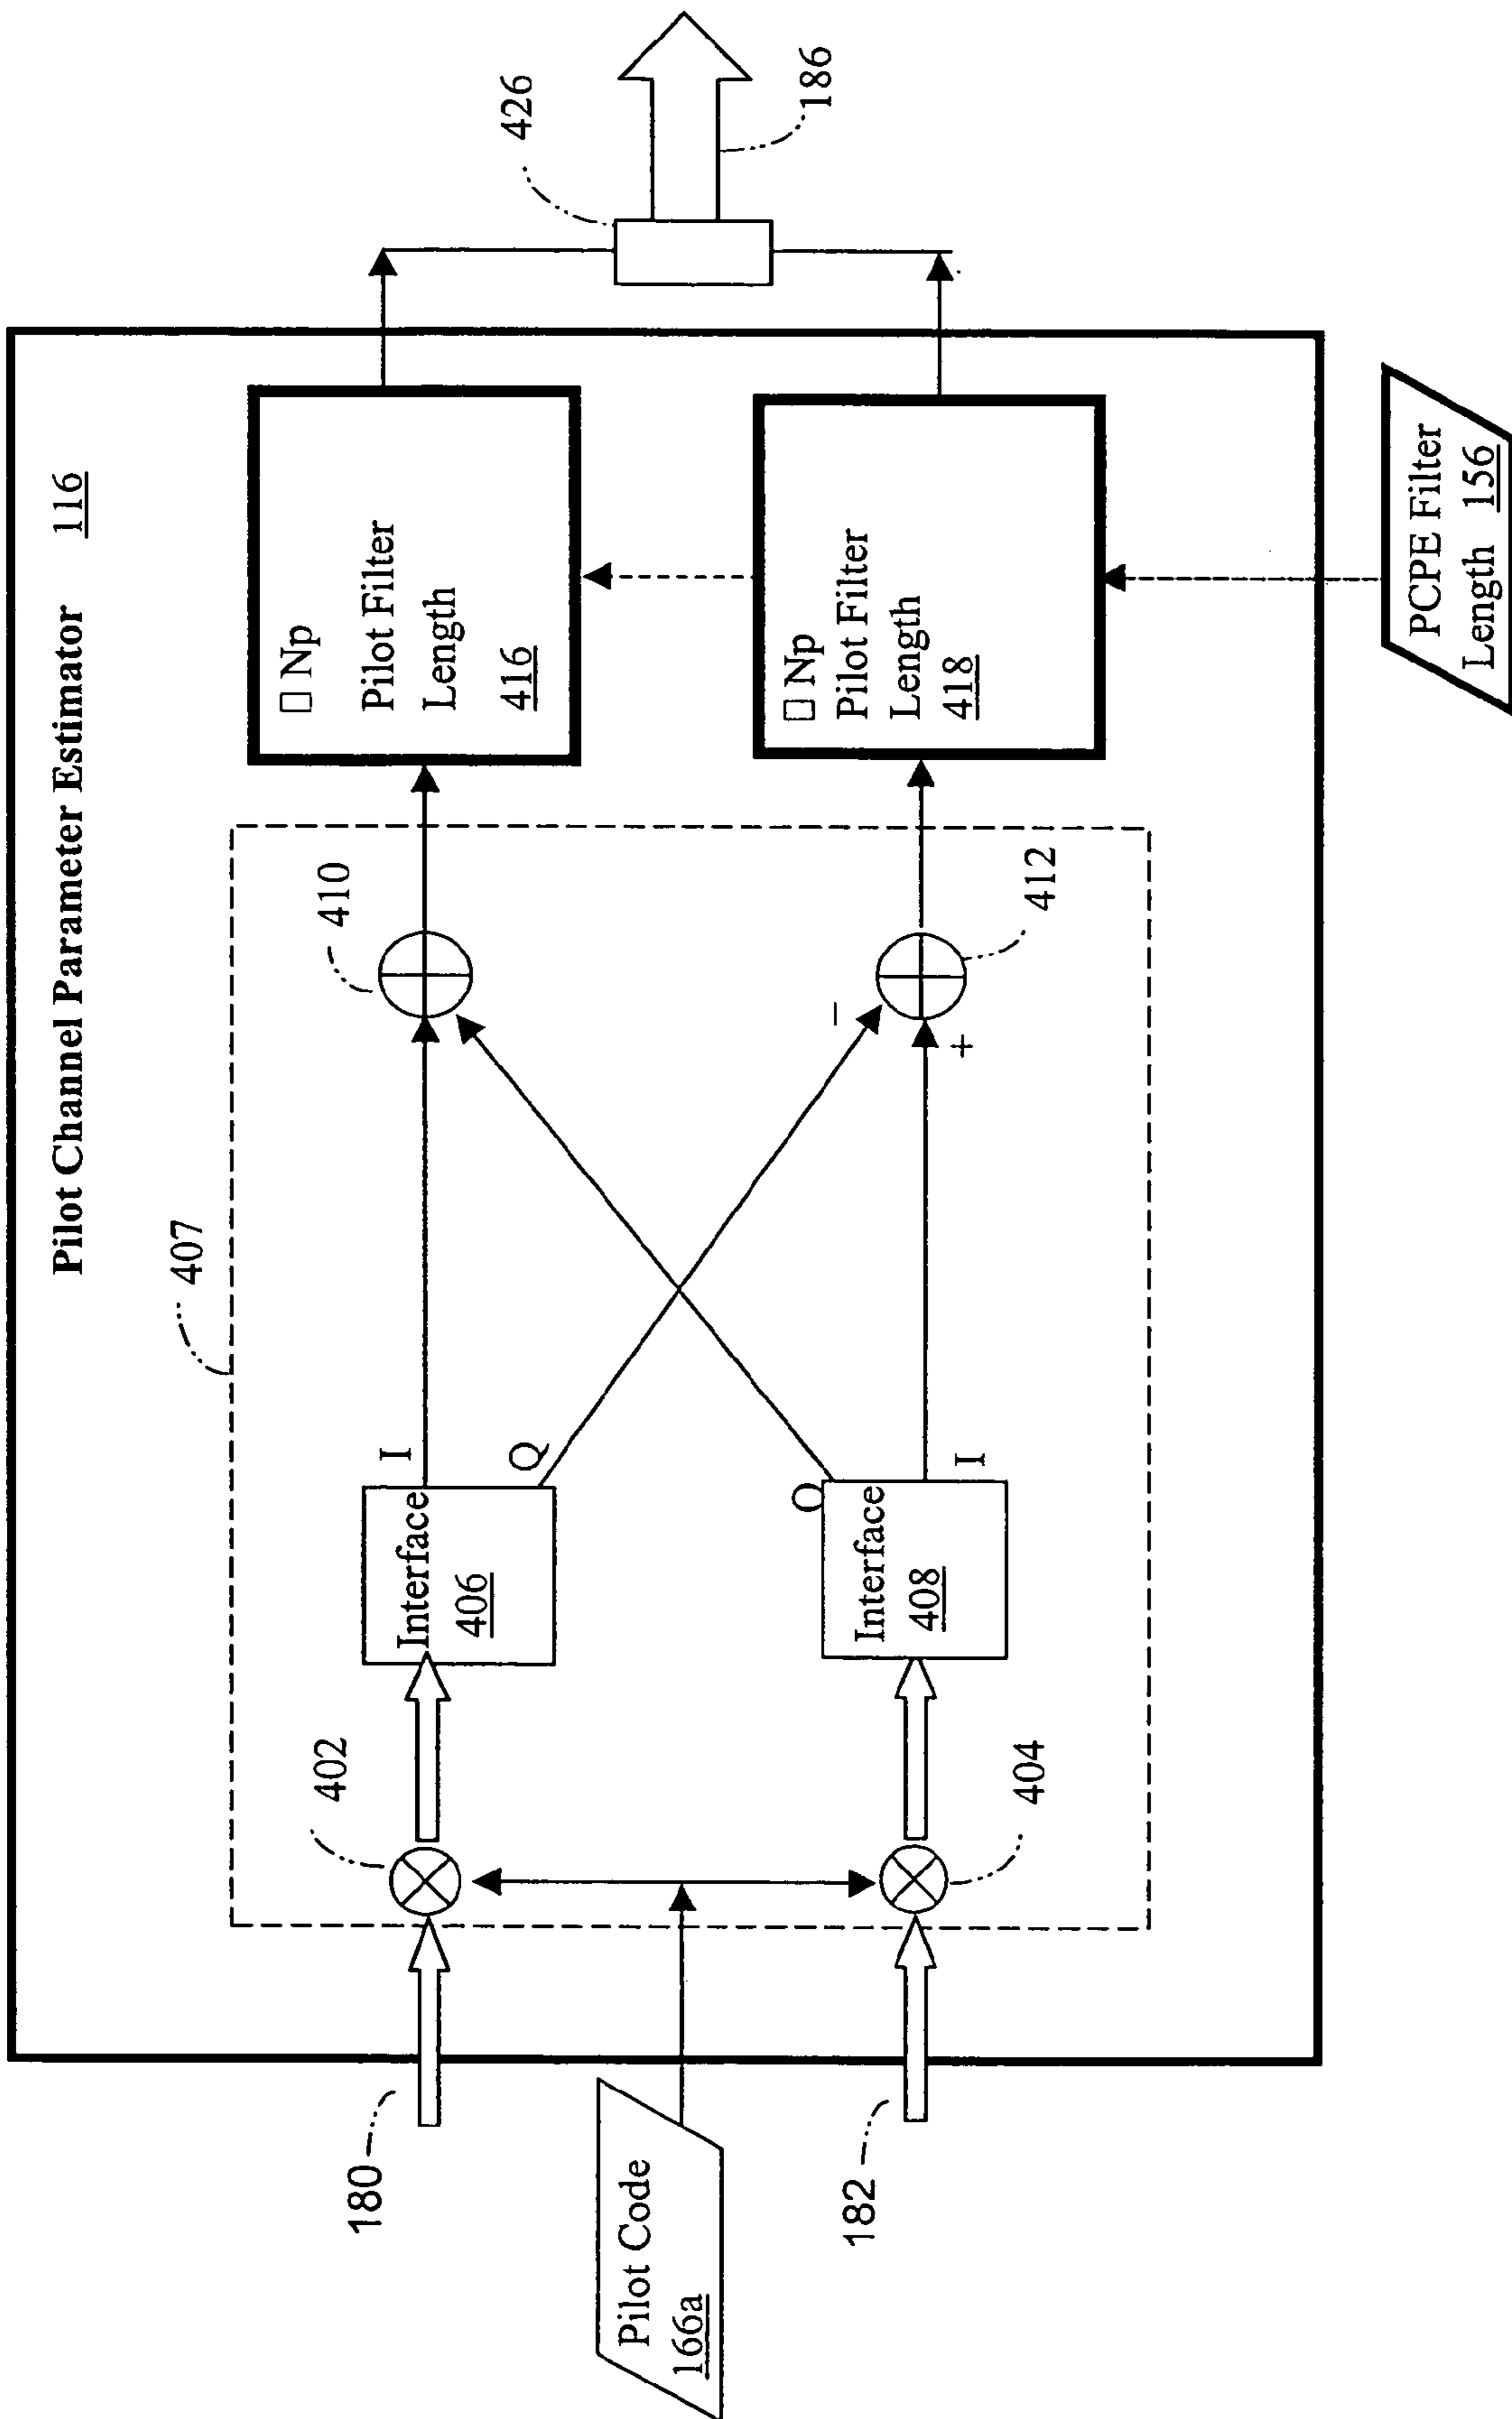 Pilot Channel Parameter Estimator 116
407
402
Interface
406
I
Q
410
□ Np
Pilot Filter
Length
416
426
186
180
Pilot Code
166a
182
404
Interface
408
Q
I
−
+
412
□ Np
Pilot Filter
Length
418
PCPE Filter
Length 156